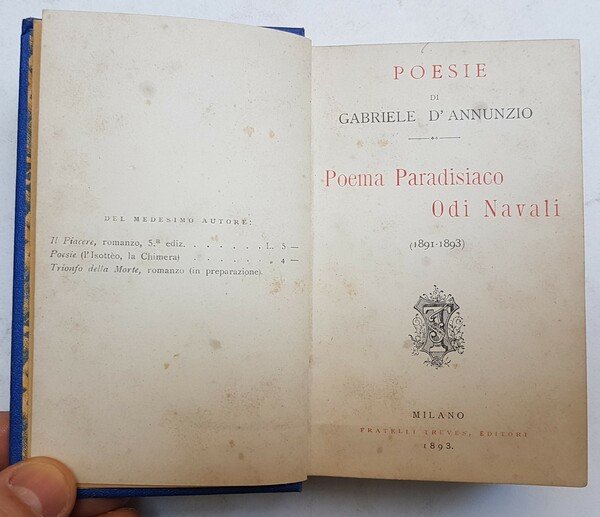 DEL MEDESIMO AUTORE:
Il Piacere, romanzo, 5.ª ediz. . . . . . . . L. 5 —
Poesie (l'Isottèo, la Chimera) . . . . . . . „ 4 —
Trionfo della Morte, romanzo (in preparazione).
POESIE
DI
GABRIELE D'ANNUNZIO
Poema Paradisiaco
Odi Navali
(1891-1893)
MILANO
FRATELLI TREVES, EDITORI
1893.